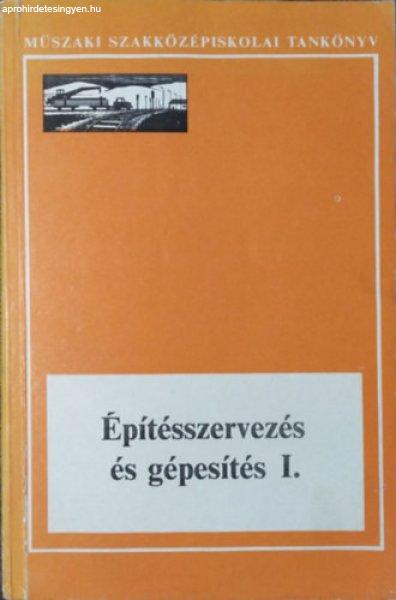 aprohirdetesingyen.hu
MŰSZAKI SZAKKÖZÉPISKOLAI TANKÖNYV
Építésszervezés
és gépesítés I.